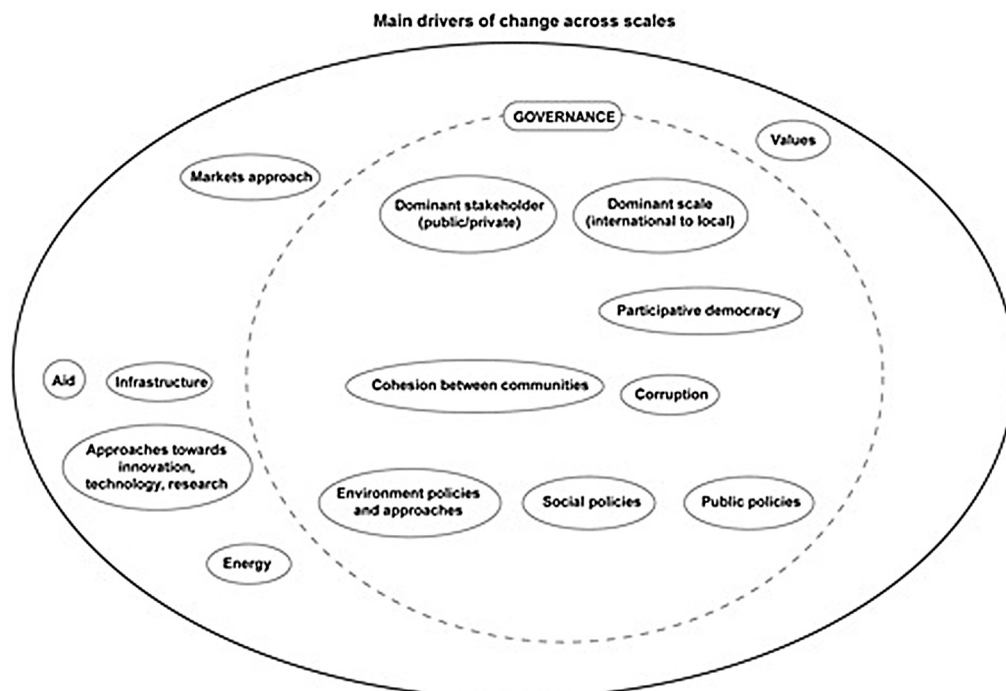 Main drivers of change across scales
GOVERNANCE
Values
Markets approach
Dominant stakeholder
(public/private)
Dominant scale
(international to local)
Participative democracy
Aid
Infrastructure
Cohesion between communities
Corruption
Approaches towards
innovation,
technology, research
Environment policies
and approaches
Social policies
Public policies
Energy